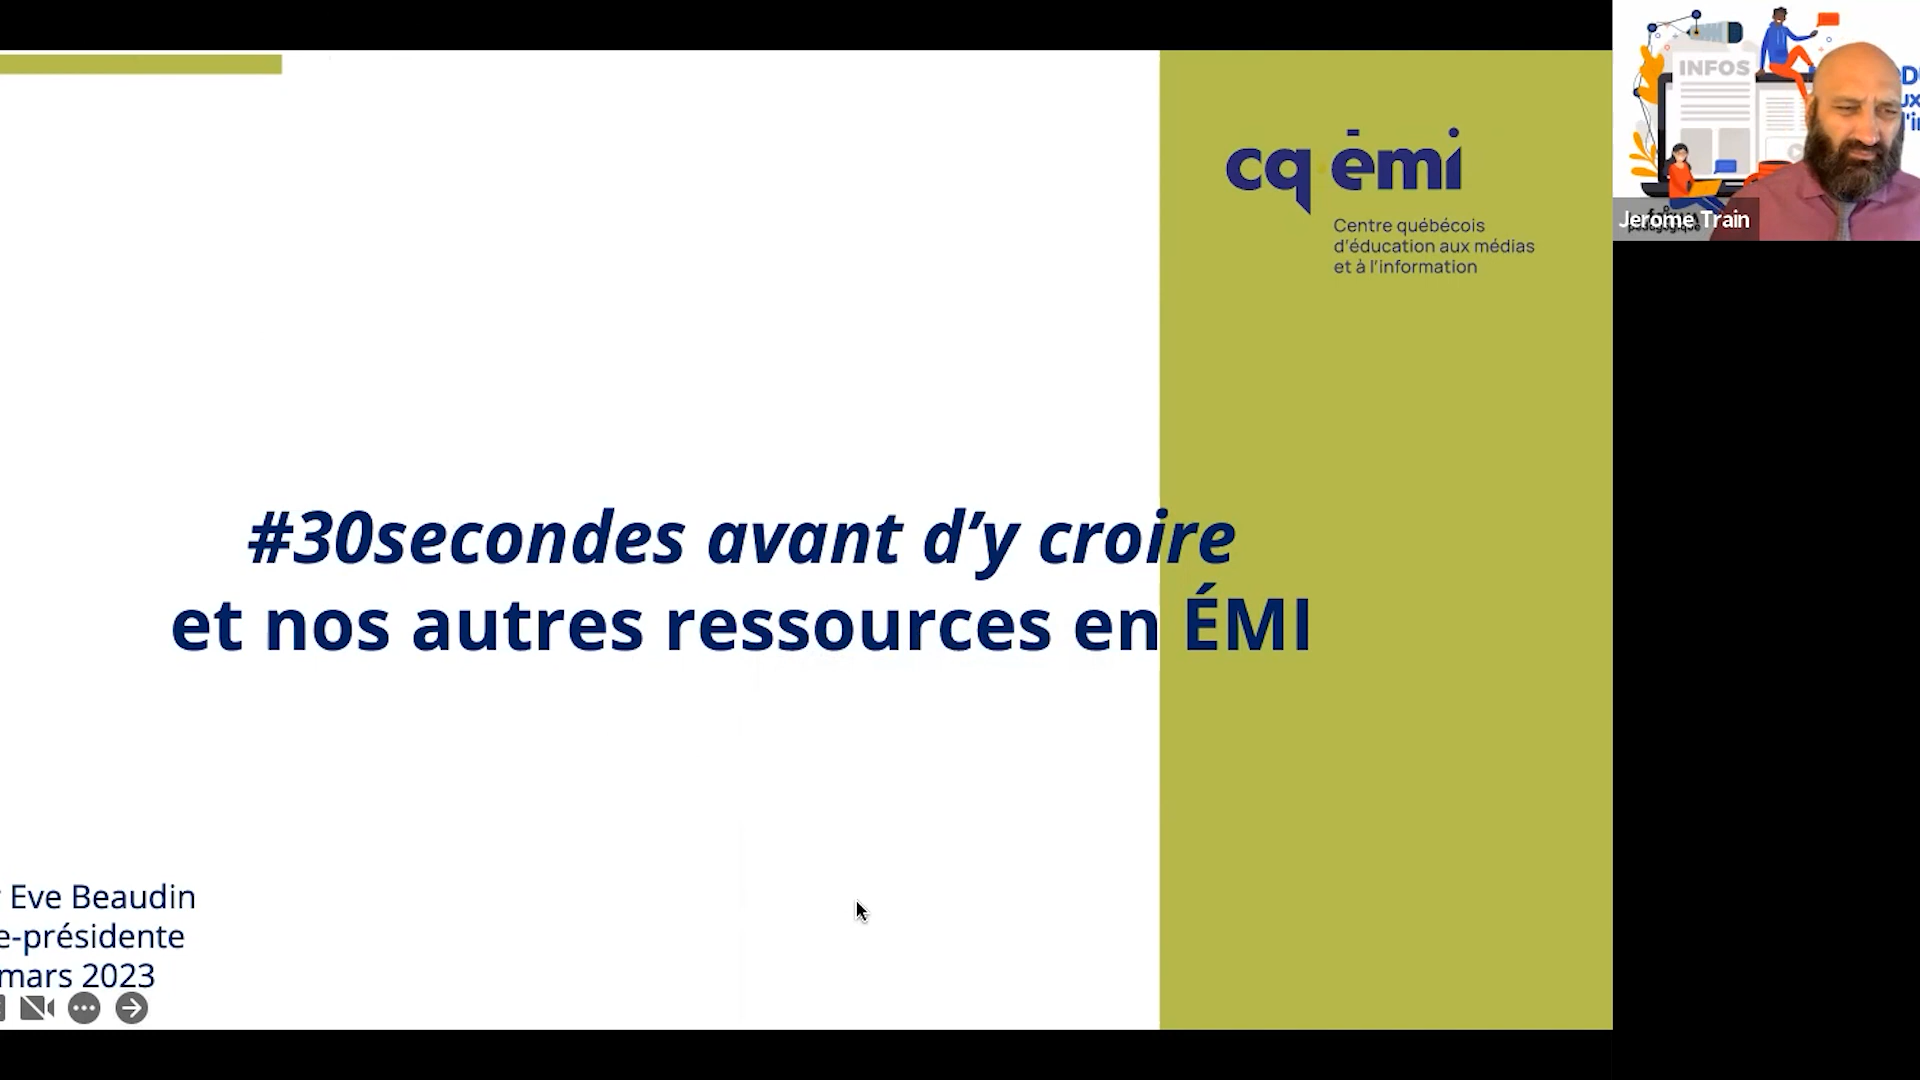 cq·émi
Centre québécois
d'éducation aux médias
et à l'information
#30secondes avant d'y croire
et nos autres ressources en ÉMI
Eve Beaudin
e-présidente
mars 2023
INFOS
Jerome Train